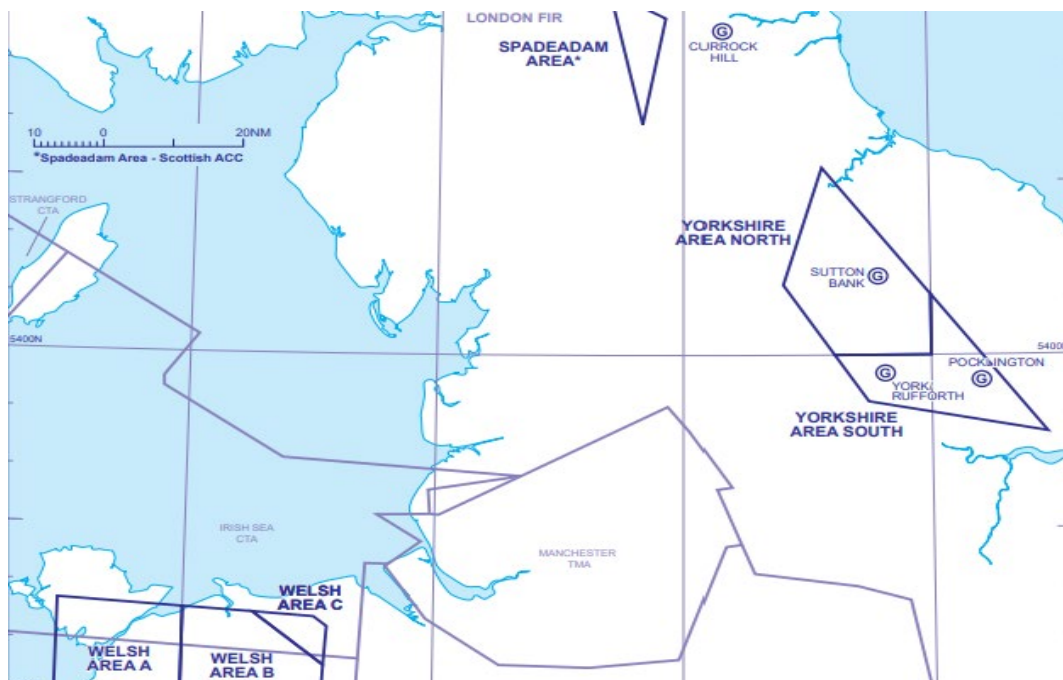 LONDON FIR
SPADEADAM
AREA*
G
CURROCK
HILL
10
0
20NM
*Spadeadam Area - Scottish ACC
STRANGFORD
CTA
YORKSHIRE
AREA NORTH
SUTTON
BANK
G
5400N
5400
POCKLINGTON
G
G
YORK/
RUFFORTH
YORKSHIRE
AREA SOUTH
IRISH SEA
CTA
MANCHESTER
TMA
WELSH
AREA C
WELSH
AREA A
WELSH
AREA B